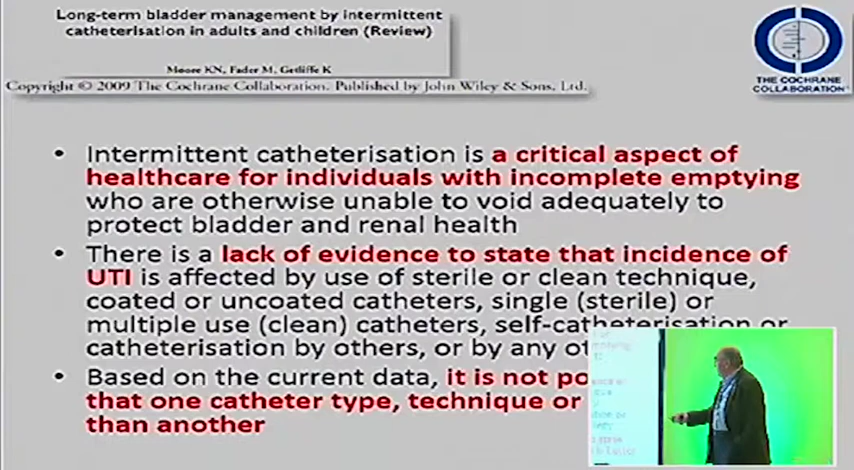 Long-term bladder management by intermittent
catheterisation in adults and children (Review)
Moore KN, Fader M, Getliffe K
Copyright © 2009 The Cochrane Collaboration. Published by John Wiley & Sons, Ltd.
THE COCHRANE
COLLABORATION®
• Intermittent catheterisation is a critical aspect of
healthcare for individuals with incomplete emptying
who are otherwise unable to void adequately to
protect bladder and renal health
• There is a lack of evidence to state that incidence of
UTI is affected by use of sterile or clean technique,
coated or uncoated catheters, single (sterile) or
multiple use (clean) catheters, self-catheterisation or
catheterisation by others, or by any
• Based on the current data, it is not
that one catheter type, technique or
than another